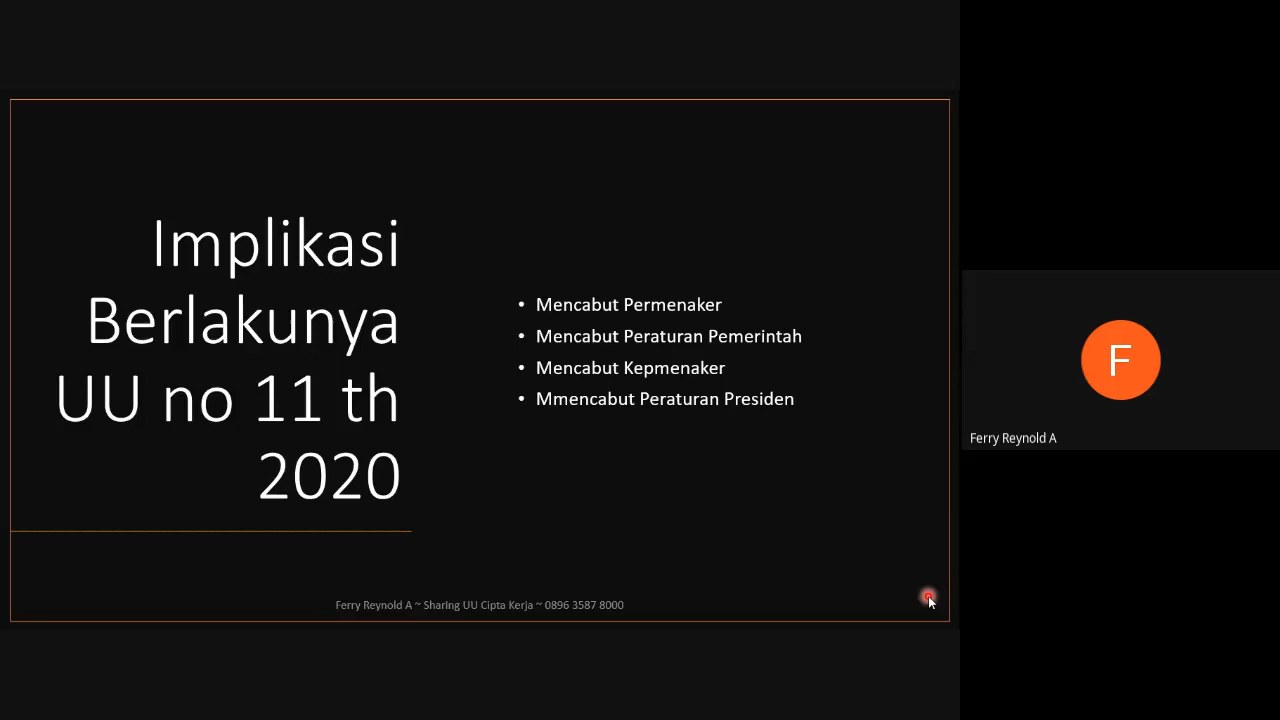 Implikasi
Berlakunya
UU no 11 th
2020
• Mencabut Permenaker
• Mencabut Peraturan Pemerintah
• Mencabut Kepmenaker
• Mmencabut Peraturan Presiden
Ferry Reynold A ~ Sharing UU Cipta Kerja ~ 0896 3587 8000
F
Ferry Reynold A